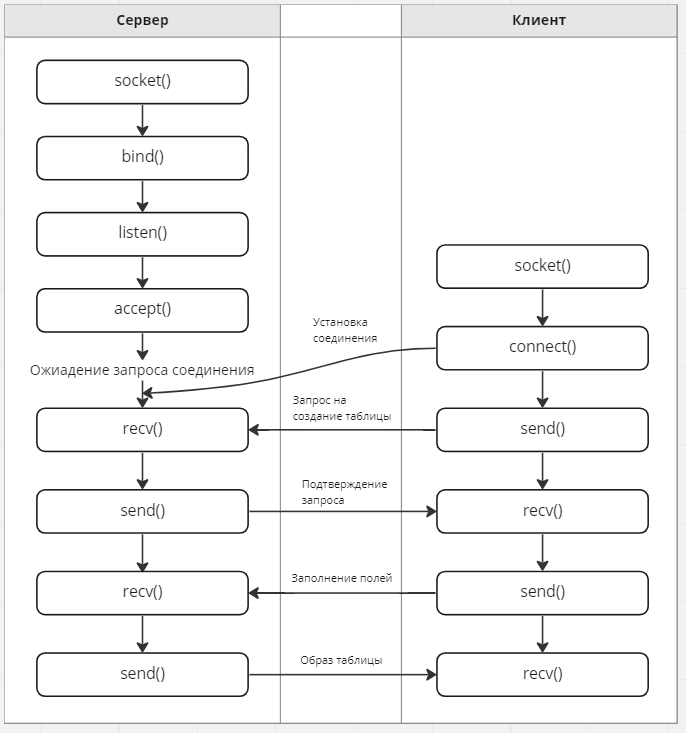 Сервер
Клиент
socket()
bind()
listen()
accept()
Ожиадение запроса соединения
recv()
send()
recv()
send()
Установка
соединения
Запрос на
создание таблицы
Подтверждение
запроса
Заполнение полей
Образ таблицы
socket()
connect()
send()
recv()
send()
recv()